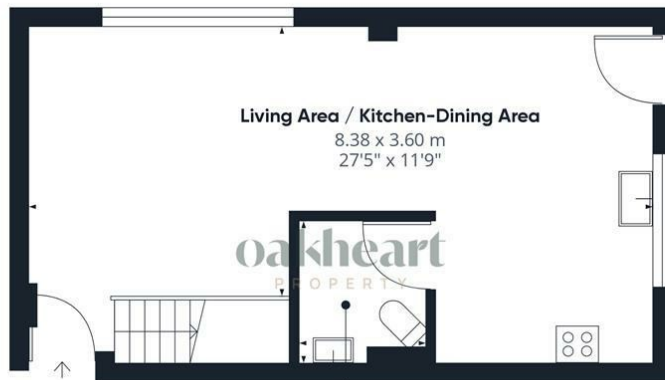 Living Area / Kitchen-Dining Area
8.38 x 3.60 m
27'5" x 11'9"
oakheart
PROPERTY